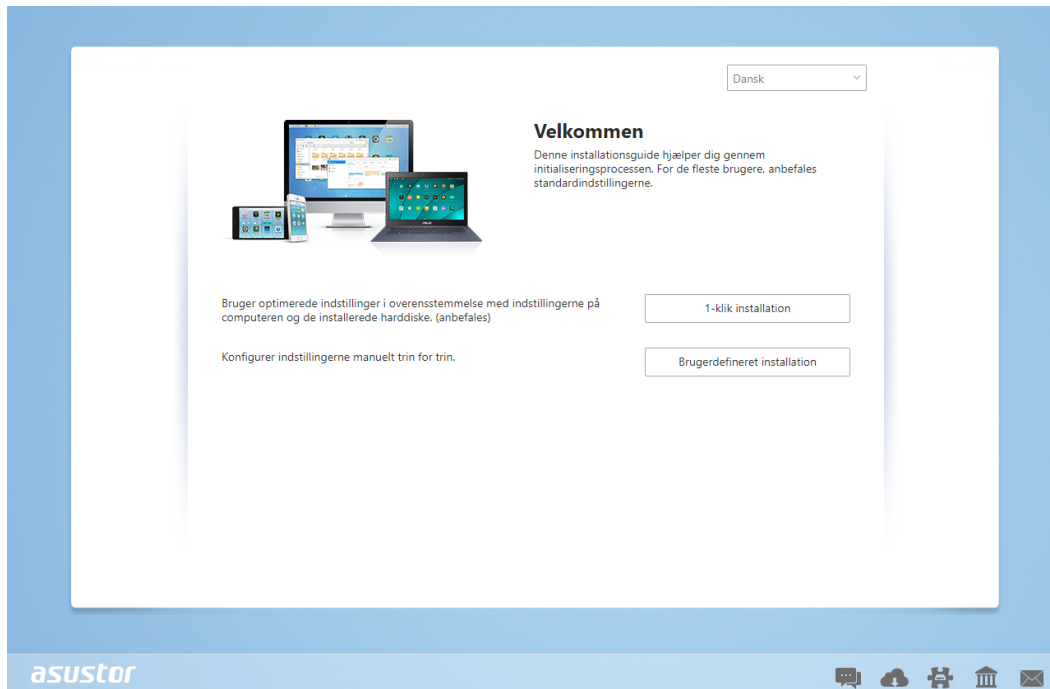 Dansk
Velkommen
Denne installationsguide hjælper dig gennem
initialiseringsprocessen. For de fleste brugere, anbefales
standardindstillingerne.
Bruger optimerede indstillinger i overensstemmelse med indstillingerne på
computeren og de installerede harddiske. (anbefales)
1-klik installation
Konfigurer indstillingerne manuelt trin for trin.
Brugerdefineret installation
asustor